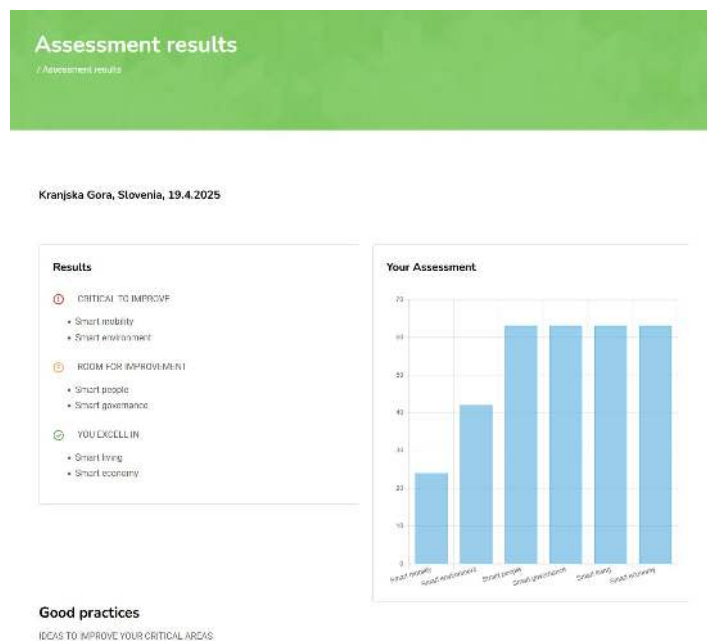 Assessment results
/ Assessment results
Kranjska Gora, Slovenia, 19.4.2025
Results
CRITICAL TO IMPROVE
• Smart mobility
• Smart environment
ROOM FOR IMPROVEMENT
• Smart people
• Smart governance
YOU EXCELL IN
• Smart living
• Smart economy
Your Assessment
70
60
50
40
30
20
10
0
Smart mobility
Smart environment
Smart people
Smart governance
Smart living
Smart economy
Good practices
IDEAS TO IMPROVE YOUR CRITICAL AREAS